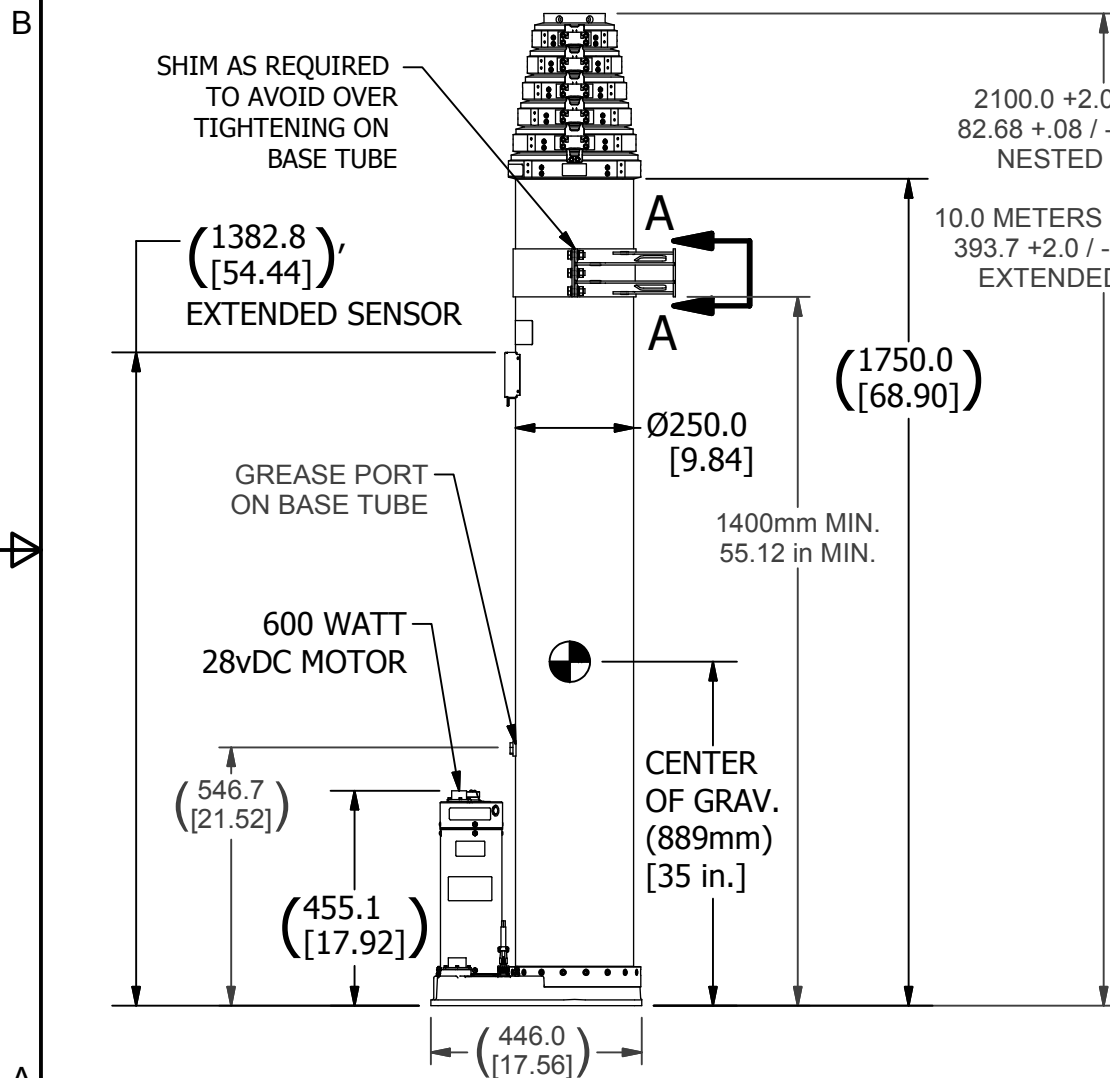 B
SHIM AS REQUIRED
TO AVOID OVER
TIGHTENING ON
BASE TUBE
2100.0 +2.0
82.68 +.08 / -
NESTED
10.0 METERS
393.7 +2.0 / -
EXTENDED
(1382.8
[54.44]),
EXTENDED SENSOR
A
A
(1750.0
[68.90])
Ø250.0
[9.84]
GREASE PORT
ON BASE TUBE
1400mm MIN.
55.12 in MIN.
600 WATT
28vDC MOTOR
(546.7
[21.52])
CENTER
OF GRAV.
(889mm)
[35 in.]
(455.1
[17.92])
(446.0
[17.56])
A